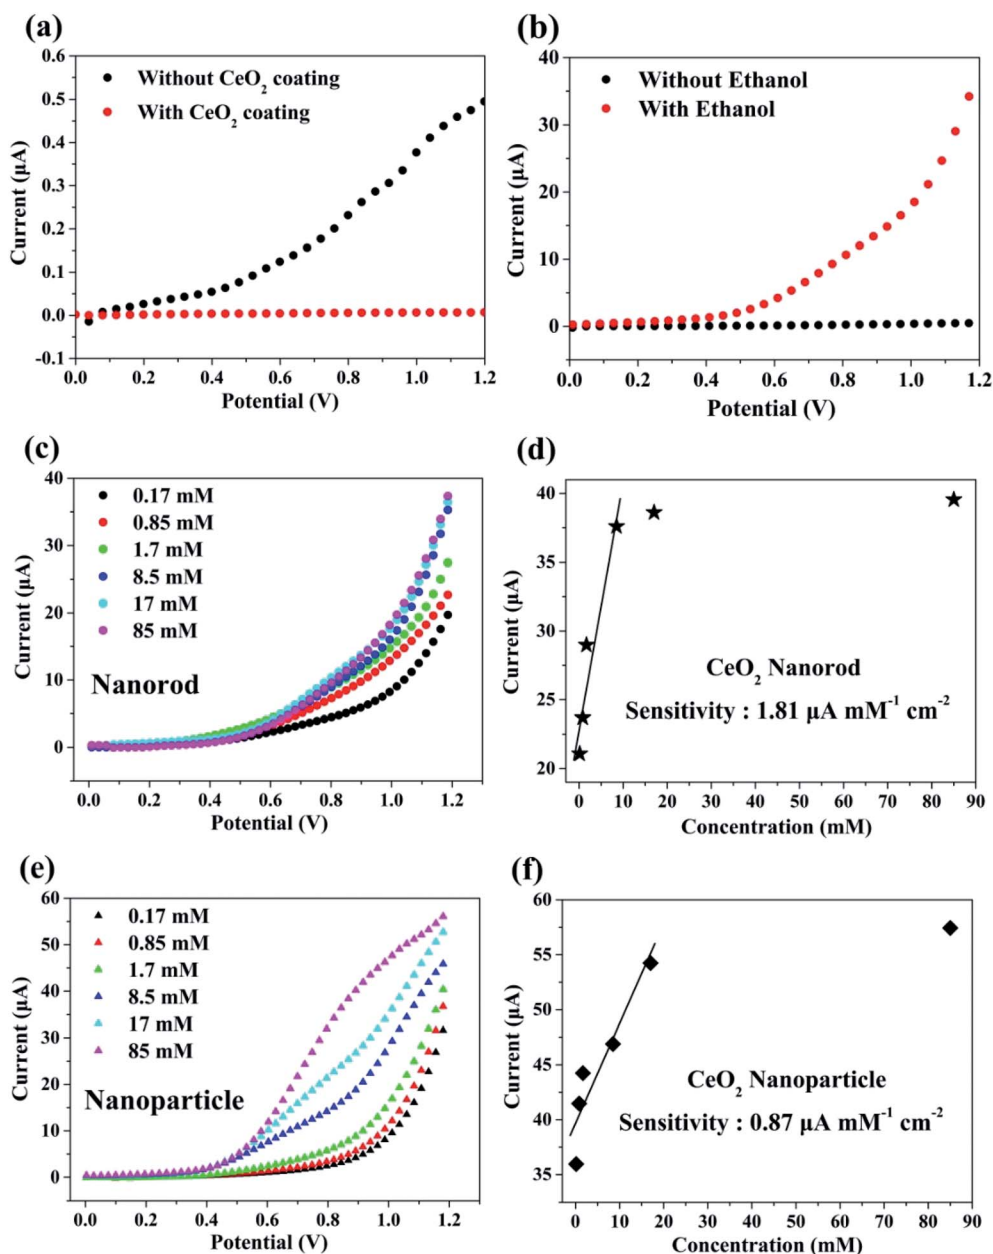 (a)
0.6
0.5
0.4
0.3
0.2
0.1
0.0
-0.1
Current (µA)
Without CeO₂ coating
With CeO₂ coating
0.0 0.2 0.4 0.6 0.8 1.0 1.2
Potential (V)
(b)
40
30
20
10
0
Current (µA)
Without Ethanol
With Ethanol
0.0 0.2 0.4 0.6 0.8 1.0 1.2
Potential (V)
(c)
40
30
20
10
0
Current (µA)
0.17 mM
0.85 mM
1.7 mM
8.5 mM
17 mM
85 mM
Nanorod
0.0 0.2 0.4 0.6 0.8 1.0 1.2
Potential (V)
(d)
40
35
30
25
20
Current (µA)
CeO₂ Nanorod
Sensitivity : 1.81 µA mM⁻¹ cm⁻²
0 10 20 30 40 50 60 70 80 90
Concentration (mM)
(e)
60
50
40
30
20
10
0
Current (µA)
0.17 mM
0.85 mM
1.7 mM
8.5 mM
17 mM
85 mM
Nanoparticle
0.0 0.2 0.4 0.6 0.8 1.0 1.2
Potential (V)
(f)
60
55
50
45
40
35
Current (µA)
CeO₂ Nanoparticle
Sensitivity : 0.87 µA mM⁻¹ cm⁻²
0 10 20 30 40 50 60 70 80 90
Concentration (mM)